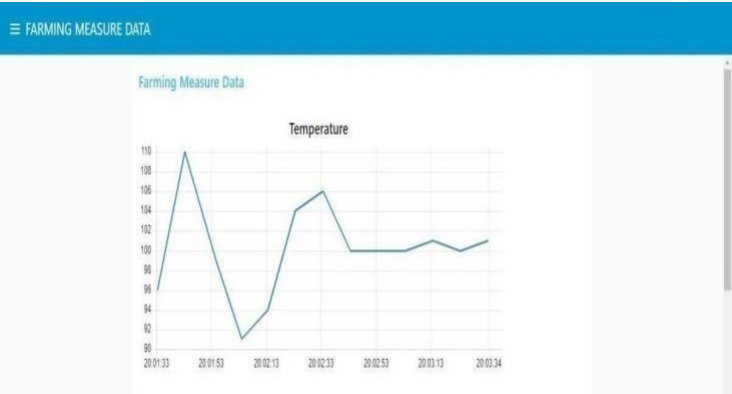 ☰ FARMING MEASURE DATA
Farming Measure Data
Temperature
110
108
106
104
102
100
98
96
94
92
90
20:01:33 20:01:53 20:02:13 20:02:33 20:02:53 20:03:13 20:03:34